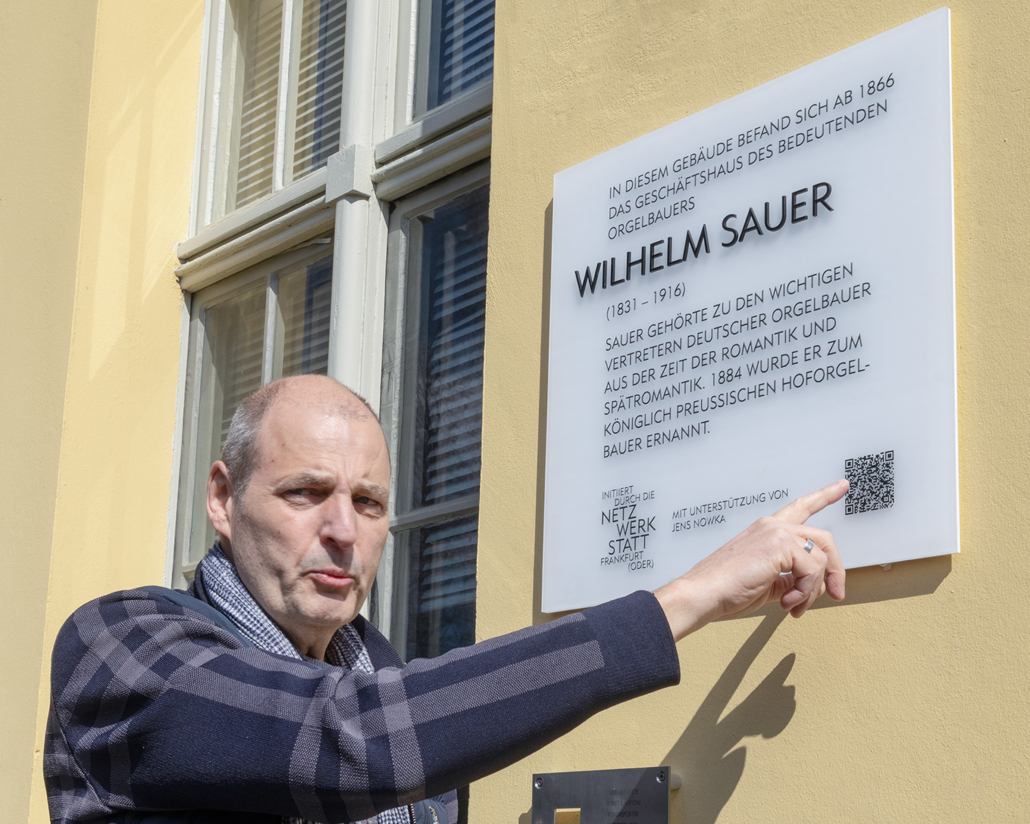 IN DIESEM GEBÄUDE BEFAND SICH AB 1866
DAS GESCHÄFTSHAUS DES BEDEUTENDEN
ORGELBAUERS
WILHELM SAUER
(1831 – 1916)
SAUER GEHÖRTE ZU DEN WICHTIGEN
VERTRETERN DEUTSCHER ORGELBAUER
AUS DER ZEIT DER ROMANTIK UND
SPÄTROMANTIK. 1884 WURDE ER ZUM
KÖNIGLICH PREUSSISCHEN HOFORGEL-
BAUER ERNANNT.
INITIIERT
DURCH DIE
NETZ
WERK
STATT
FRANKFURT
(ODER)
MIT UNTERSTÜTZUNG VON
JENS NOWKA